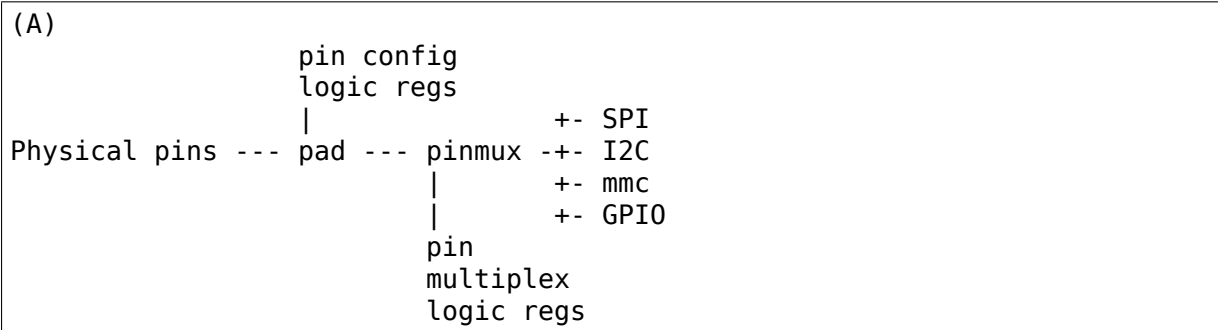 (A)
                  pin config
                  logic regs
                  |               +- SPI
Physical pins --- pad --- pinmux -+- I2C
                          |       +- mmc
                          |       +- GPIO
                          pin
                          multiplex
                          logic regs